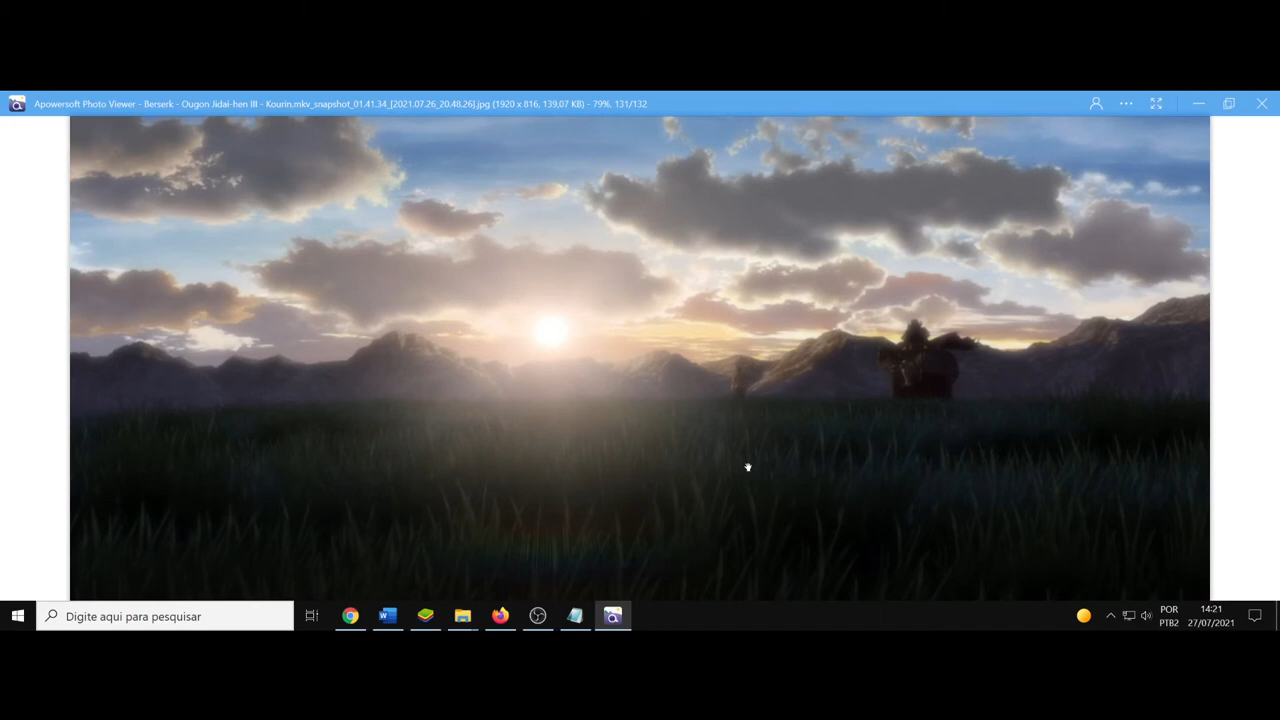 Apowersoft Photo Viewer - Berserk - Ougon Jidai-hen III - Kourin.mkv_snapshot_01.41.34_[2021.07.26_20.48.26].jpg (1920 x 816, 139,07 KB) - 79%, 131/132
Digite aqui para pesquisar
POR
PTB2
14:21
27/07/2021